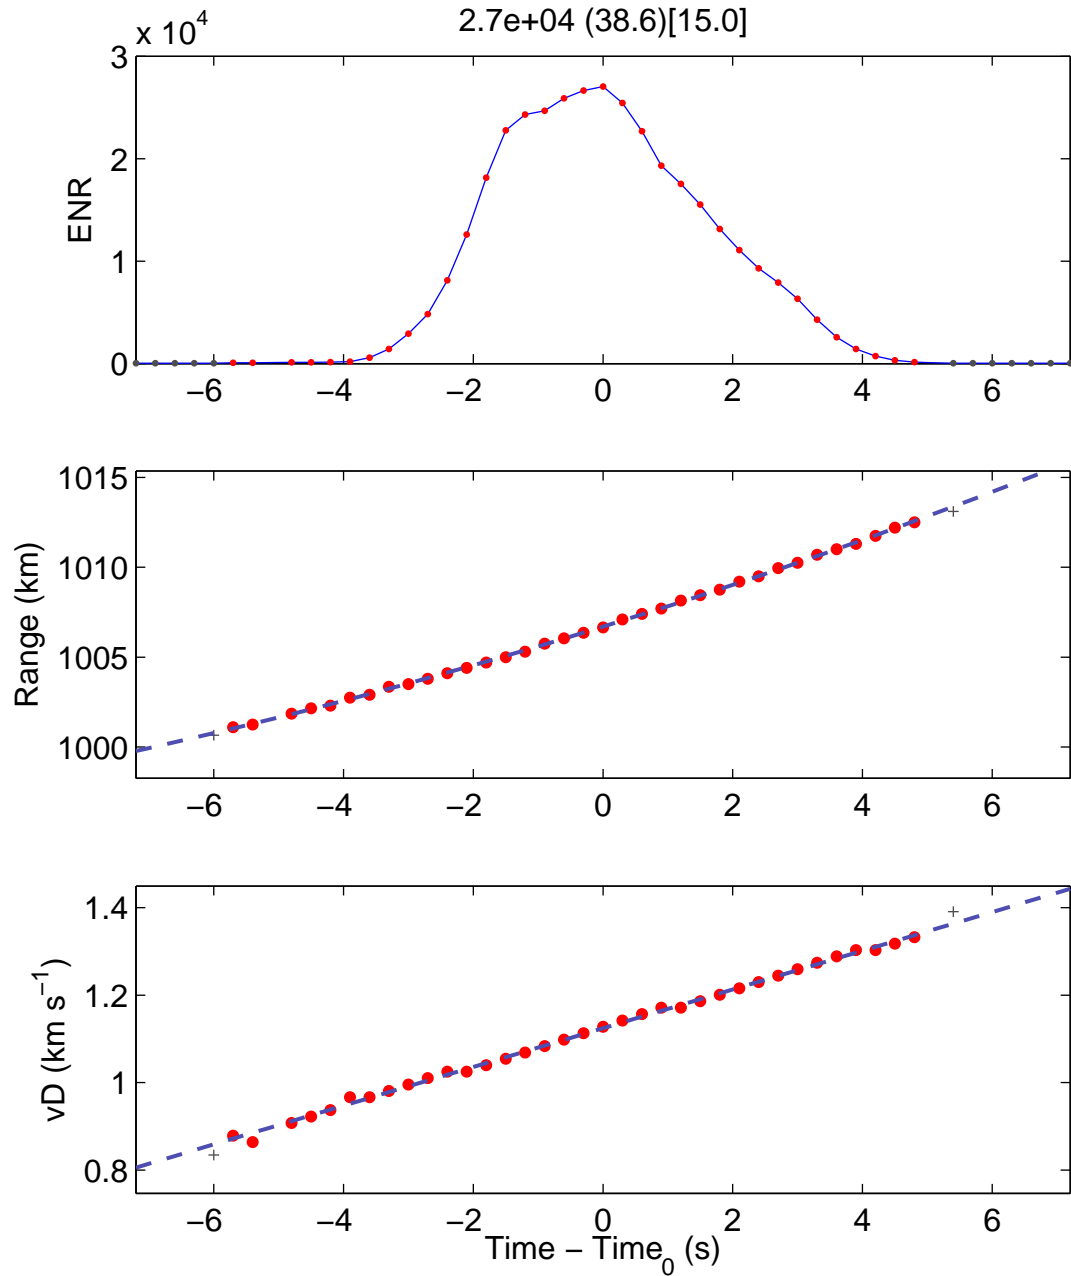 2.7e+04 (38.6)[15.0]
x 10^4
3
2
1
0
ENR
−6 −4 −2 0 2 4 6
1015
1010
1005
1000
Range (km)
−6 −4 −2 0 2 4 6
1.4
1.2
1
0.8
vD (km s^−1)
−6 −4 −2 0 2 4 6
Time − Time_0 (s)